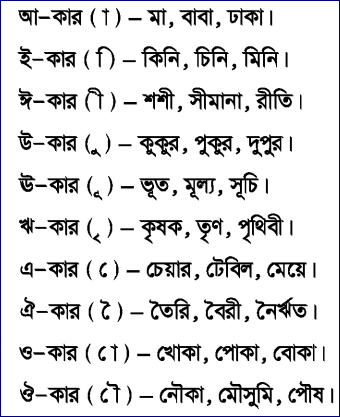 আ-কার ( া ) – মা, বাবা, ঢাকা।
ই-কার ( ি ) – কিনি, চিনি, মিনি।
ঈ-কার ( ী ) – শশী, সীমানা, রীতি।
উ-কার ( ু ) – কুকুর, পুকুর, দুপুর।
ঊ-কার ( ূ ) – ভূত, মূল্য, সূচি।
ঋ-কার ( ৃ ) – কৃষক, তৃণ, পৃথিবী।
এ-কার ( ে ) – চেয়ার, টেবিল, মেয়ে।
ঐ-কার ( ৈ ) – তৈরি, বৈরী, নৈর্ঋত।
ও-কার ( ো ) – খোকা, পোকা, বোকা।
ঔ-কার ( ৌ ) – নৌকা, মৌসুমি, পৌষ।